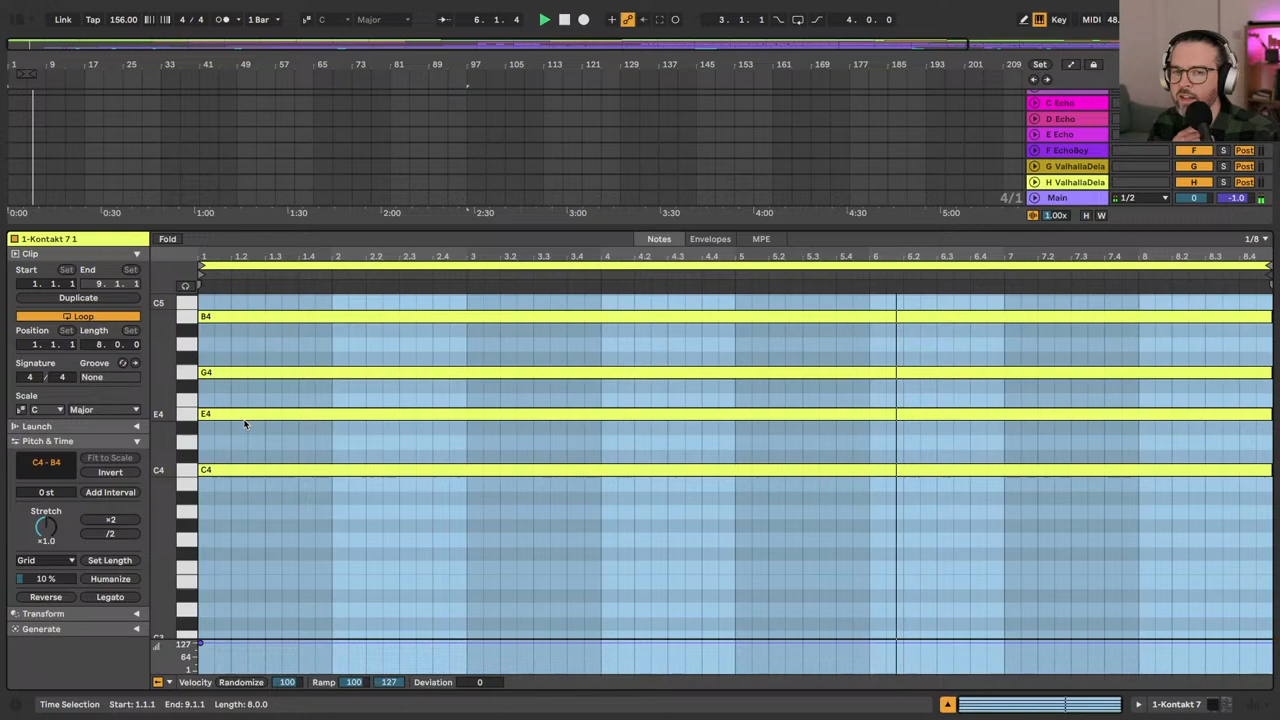 Link Tap 156.00 4 / 4 1 Bar C Major 6. 1. 4 3. 1. 1 4. 0. 0 Key MIDI 48.
1 9 17 25 33 41 49 57 65 73 81 89 97 105 113 121 129 137 145 153 161 169 177 185 193 201 209 Set
C Echo
D Echo
E Echo
F EchoBoy F S Post
G ValhallaDela G S Post
H ValhallaDela H S Post
4/1 Main 1/2 0 -1.0
0:00 0:30 1:00 1:30 2:00 2:30 3:00 3:30 4:00 4:30 5:00 1.00x H W
1-Kontakt 7 1 Fold Notes Envelopes MPE 1/8
Clip
1 1.2 1.3 1.4 2 2.2 2.3 2.4 3 3.2 3.3 3.4 4 4.2 4.3 4.4 5 5.2 5.3 5.4 6 6.2 6.3 6.4 7 7.2 7.3 7.4 8 8.2 8.3 8.4
Start Set End Set
1. 1. 1 9. 1. 1
Duplicate
Loop
Position Set Length Set
1. 1. 1 8. 0. 0
Signature Groove
4 / 4 None
Scale
C Major
Launch
Pitch & Time
C4 - B4 Fit to Scale
Invert
0 st Add Interval
Stretch
×2
/2
×1.0
Grid Set Length
10 % Humanize
Reverse Legato
Transform
Generate
C5
B4
G4
E4 E4
C4 C4
C3
127
64
1
Velocity Randomize 100 Ramp 100 127 Deviation 0
Time Selection Start: 1.1.1 End: 9.1.1 Length: 8.0.0 1-Kontakt 7